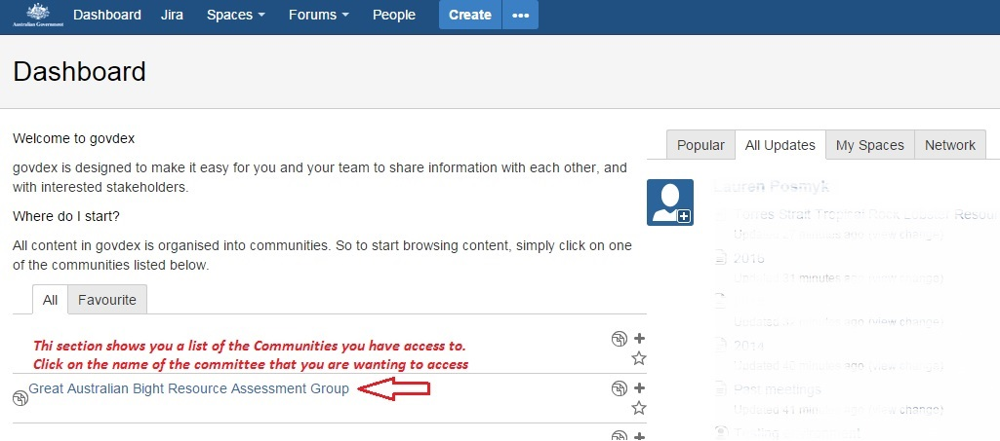 Australian Government
Dashboard Jira Spaces Forums People Create •••
Dashboard
Welcome to govdex
govdex is designed to make it easy for you and your team to share information with each other, and
with interested stakeholders.
Where do I start?
All content in govdex is organised into communities. So to start browsing content, simply click on one
of the communities listed below.
All Favourite
Thi section shows you a list of the Communities you have access to.
Click on the name of the committee that you are wanting to access
Great Australian Bight Resource Assessment Group
Popular All Updates My Spaces Network
Lauren Posmyk
Torres Strait Tropical Rock Lobster Resou
Updated minutes ago (view change)
2016
Updated 31 minutes ago (view change)
Updated minutes ago (view change)
2014
Updated minutes ago (view change)
Past meetings
Updated 41 minutes ago (view change)